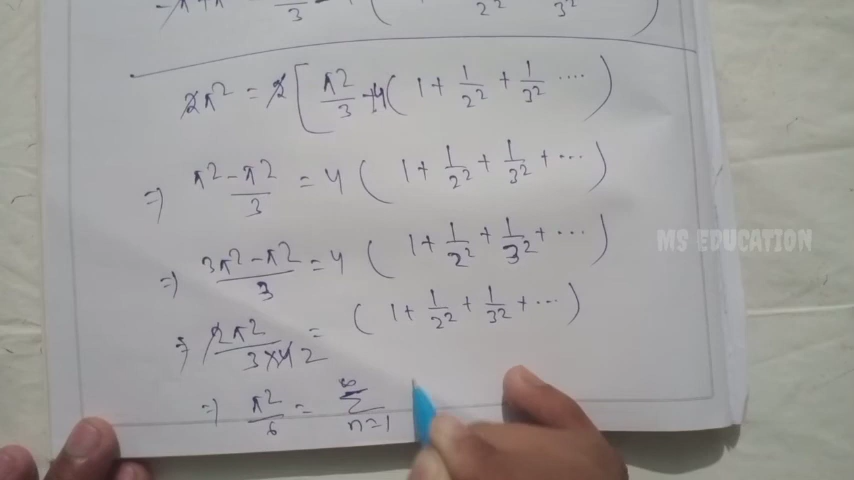 2π² = 2[ π²/3 + 4( 1 + 1/2² + 1/3² ....)
⇒ π² - π²/3 = 4 ( 1 + 1/2² + 1/3² + ...)
MS EDUCATION
⇒ 3π² - π²/3 = 4 ( 1 + 1/2² + 1/3² + ...)
⇒ 2π²/3×4 2 = ( 1 + 1/2² + 1/3² + ...)
⇒ π²/6 = ∞ Σ n=1